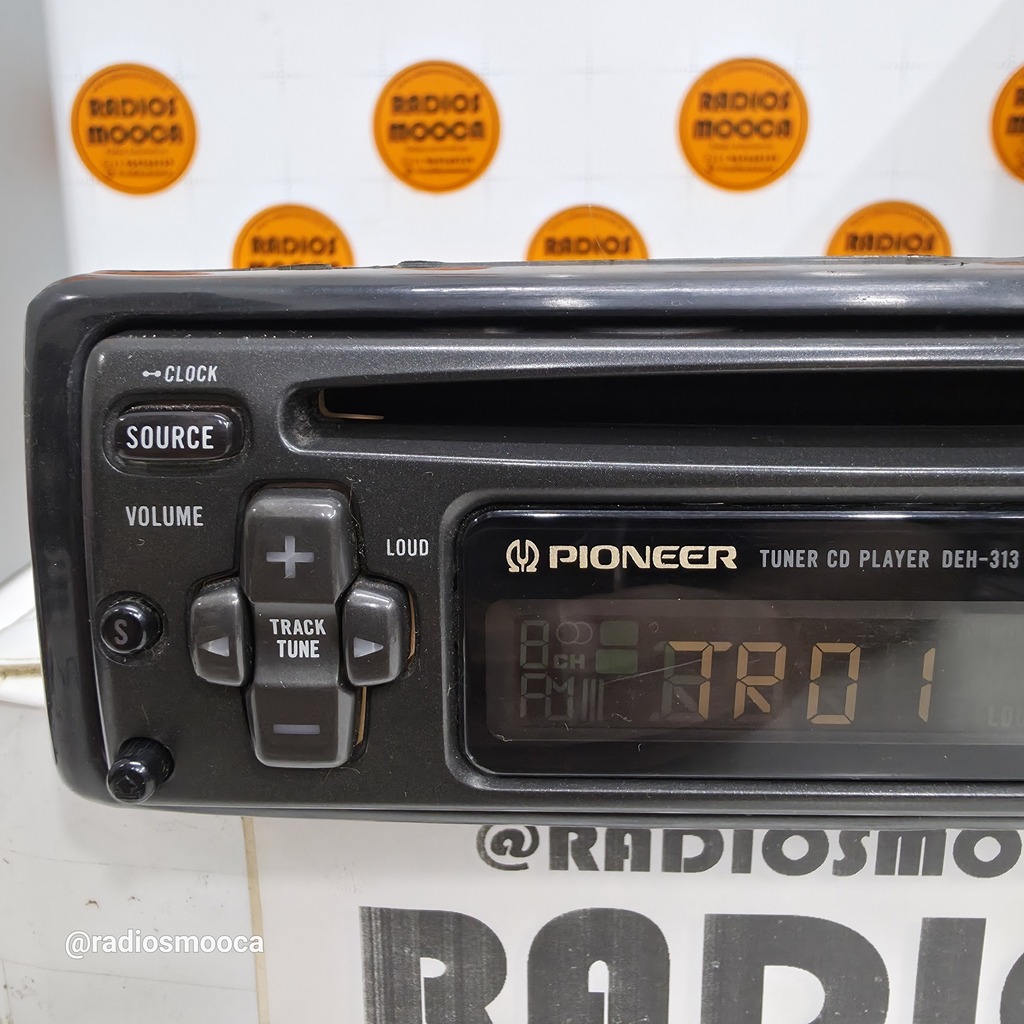 RADIOS
MOOCA
RADIOS
MOOCA
RADIOS
MOOCA
RADIOS
RADIOS
RADIOS
CLOCK
SOURCE
VOLUME
LOUD
+
TRACK
TUNE
−
S
PIONEER TUNER CD PLAYER DEH-313
CH
TR01
@RADIOSMO
@radiosmooca
RADIO